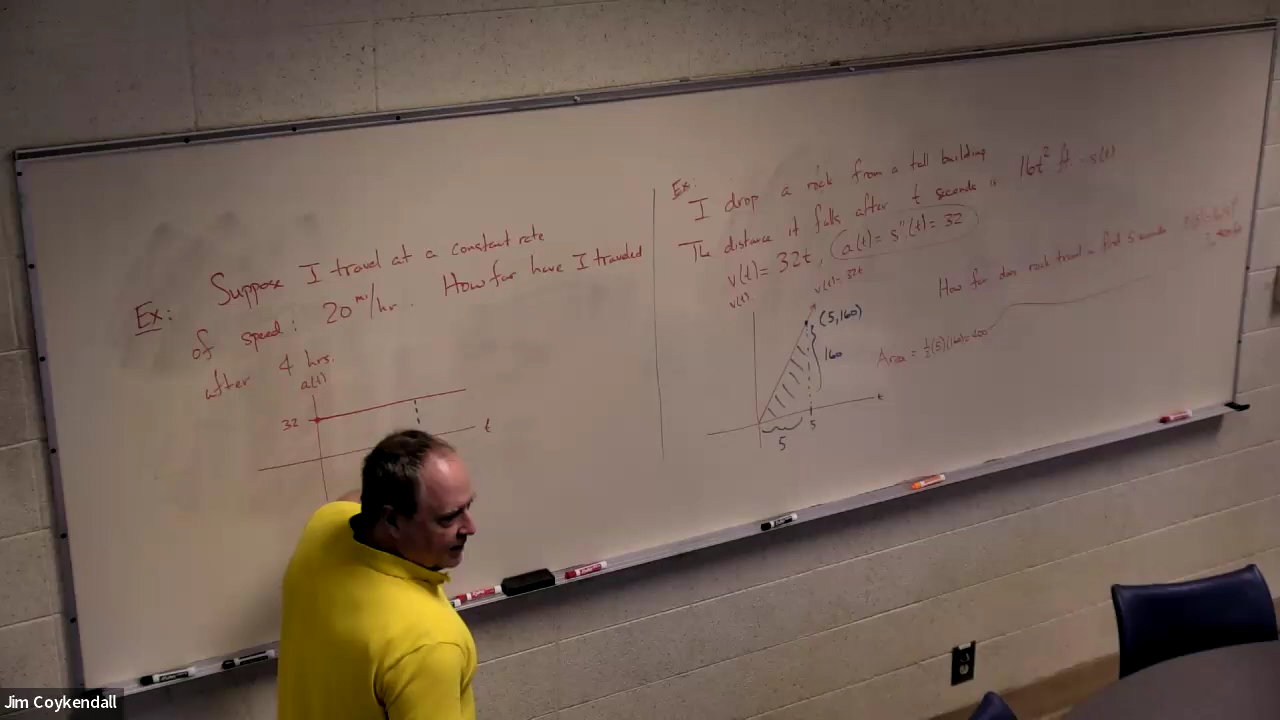 Ex: Suppose I travel at a constant rate
of speed: 20 mi/hr. How far have I traveled
after 4 hrs.
a(t)
32
t
Ex:
I drop a rock from a tall building
The distance it falls after t seconds is 16t² ft. = s(t)
v(t) = 32t, a(t) = s"(t) = 32
How far does rock travel in first 5 seconds
v(t)
v(t) = 32t
(5,160)
160
Area = ½(5)(160) = 400
t
5
5
Jim Coykendall